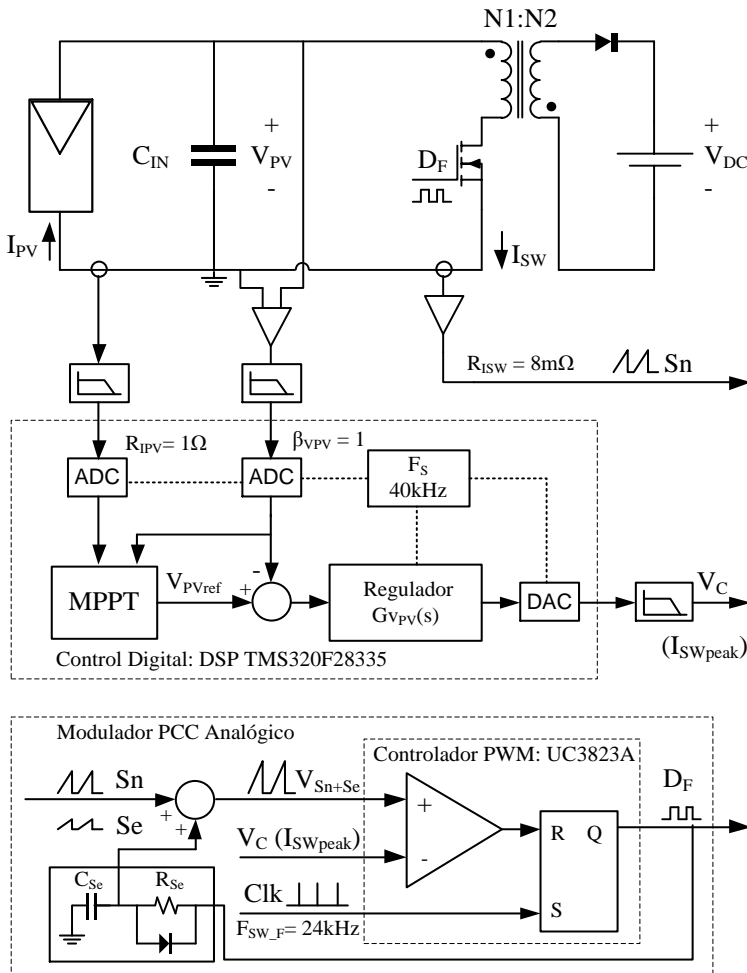 N1:N2
C_IN
+
V_PV
-
D_F
+
V_DC
-
I_PV
I_SW
R_ISW = 8mΩ
Sn
R_IPV= 1Ω
β_VPV = 1
ADC
ADC
F_S
40kHz
MPPT
V_PVref
+
-
Regulador
Gv_PV(s)
DAC
V_C
(I_SWpeak)
Control Digital: DSP TMS320F28335
Modulador PCC Analógico
Controlador PWM: UC3823A
Sn
V_Sn+Se
D_F
+
+
Se
+
-
V_C (I_SWpeak)
R Q
S
C_Se
R_Se
Clk
F_SW_F= 24kHz